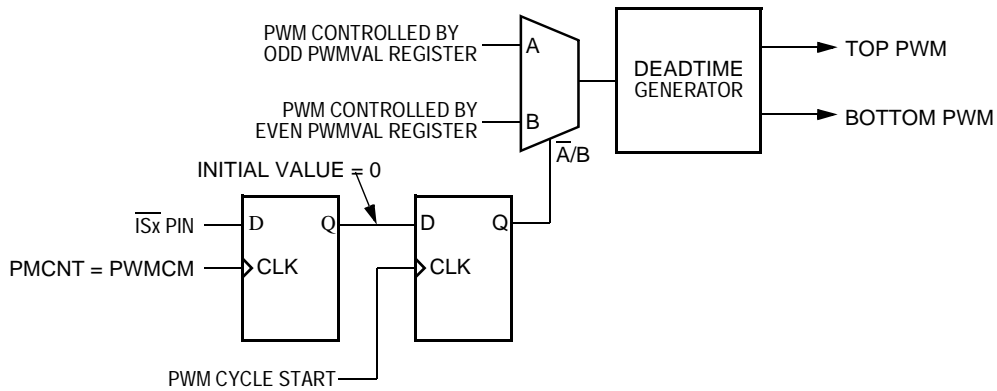 PWM CONTROLLED BY
ODD PWMVAL REGISTER
A
DEADTIME
GENERATOR
TOP PWM
PWM CONTROLLED BY
EVEN PWMVAL REGISTER
B
BOTTOM PWM
A̅/B
INITIAL VALUE = 0
I̅S̅x̅ PIN
D
Q
D
Q
PMCNT = PWMCM
CLK
CLK
PWM CYCLE START